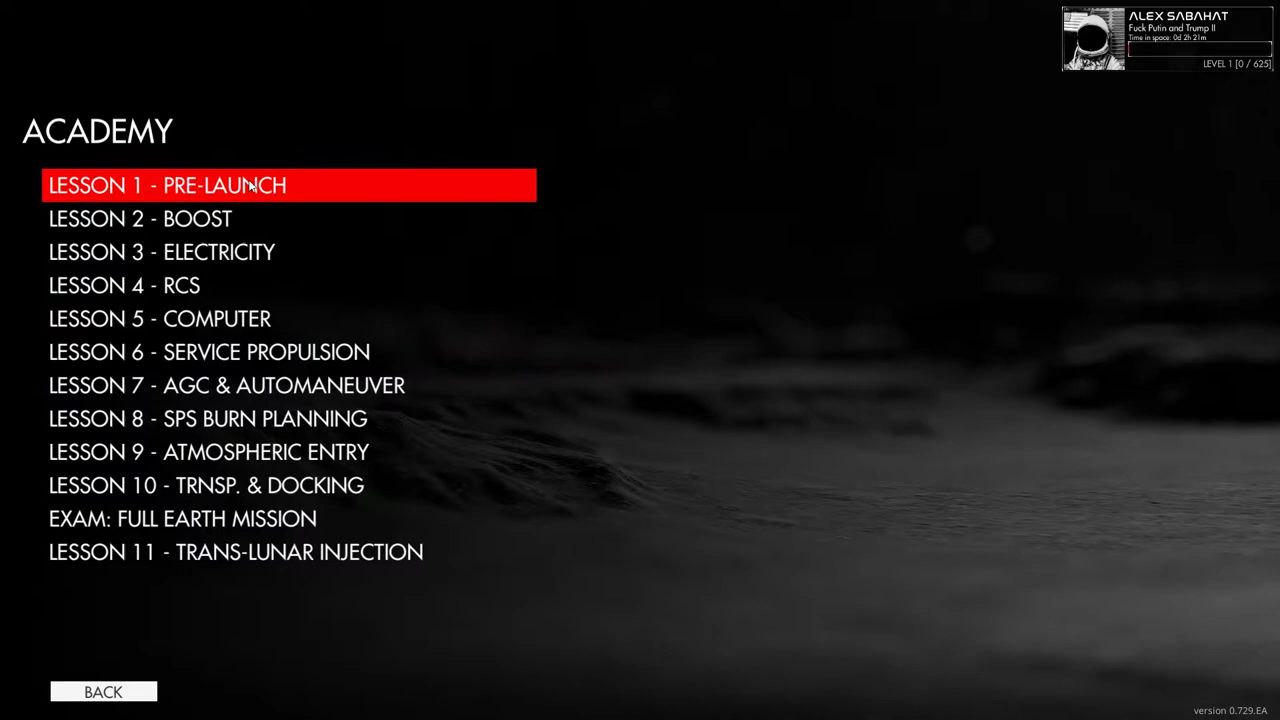 ALEX SABAHAT
Fuck Putin and Trump II
Time in space: 0d 2h 21m
LEVEL 1 [0 / 625]
ACADEMY
LESSON 1 - PRE-LAUNCH
LESSON 2 - BOOST
LESSON 3 - ELECTRICITY
LESSON 4 - RCS
LESSON 5 - COMPUTER
LESSON 6 - SERVICE PROPULSION
LESSON 7 - AGC & AUTOMANEUVER
LESSON 8 - SPS BURN PLANNING
LESSON 9 - ATMOSPHERIC ENTRY
LESSON 10 - TRNSP. & DOCKING
EXAM: FULL EARTH MISSION
LESSON 11 - TRANS-LUNAR INJECTION
BACK
version 0.729.EA